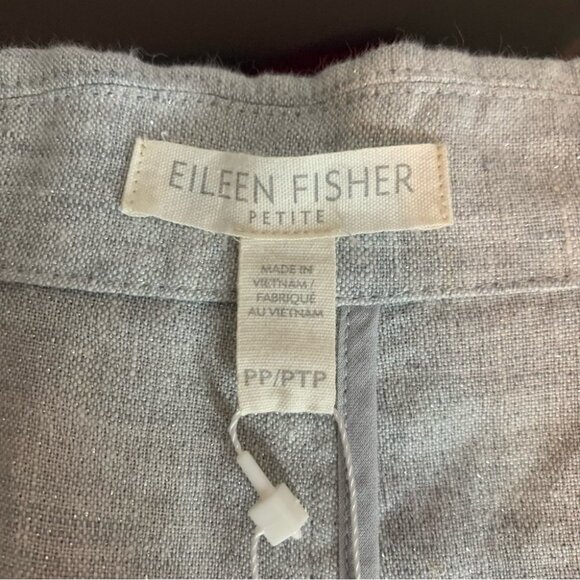 EILEEN FISHER
PETITE
MADE IN
VIETNAM /
FABRIQUÉ
AU VIETNAM
PP/PTP